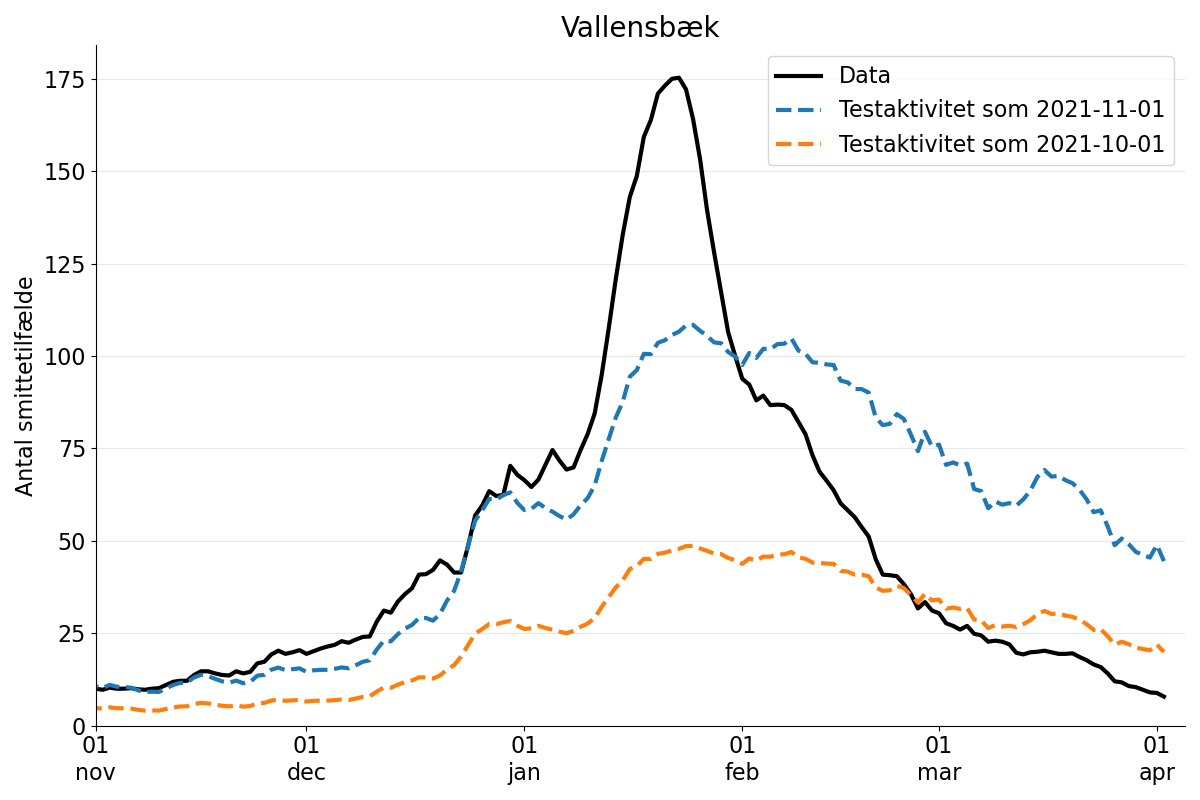 Vallensbæk
Data
Testaktivitet som 2021-11-01
Testaktivitet som 2021-10-01
Antal smittetilfælde
175
150
125
100
75
50
25
0
01 01 01 01 01 01
nov dec jan feb mar apr